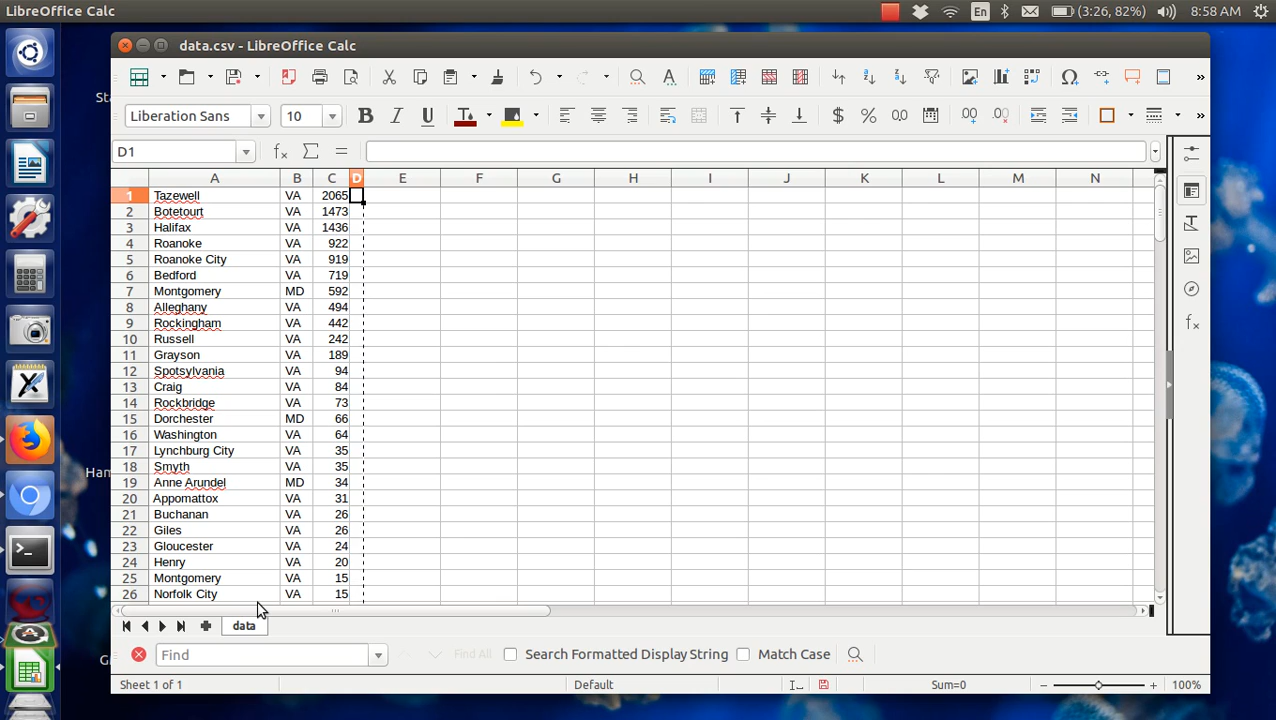 LibreOffice Calc En (3:26, 82%) 8:58 AM
data.csv - LibreOffice Calc
Liberation Sans 10
D1
A B C D E F G H I J K L M N
1 Tazewell VA 2065
2 Botetourt VA 1473
3 Halifax VA 1436
4 Roanoke VA 922
5 Roanoke City VA 919
6 Bedford VA 719
7 Montgomery MD 592
8 Alleghany VA 494
9 Rockingham VA 442
10 Russell VA 242
11 Grayson VA 189
12 Spotsylvania VA 94
13 Craig VA 84
14 Rockbridge VA 73
15 Dorchester MD 66
16 Washington VA 64
17 Lynchburg City VA 35
18 Smyth VA 35
19 Anne Arundel MD 34
20 Appomattox VA 31
21 Buchanan VA 26
22 Giles VA 26
23 Gloucester VA 24
24 Henry VA 20
25 Montgomery VA 15
26 Norfolk City VA 15
data
Find Find All Search Formatted Display String Match Case
Sheet 1 of 1 Default Sum=0 100%